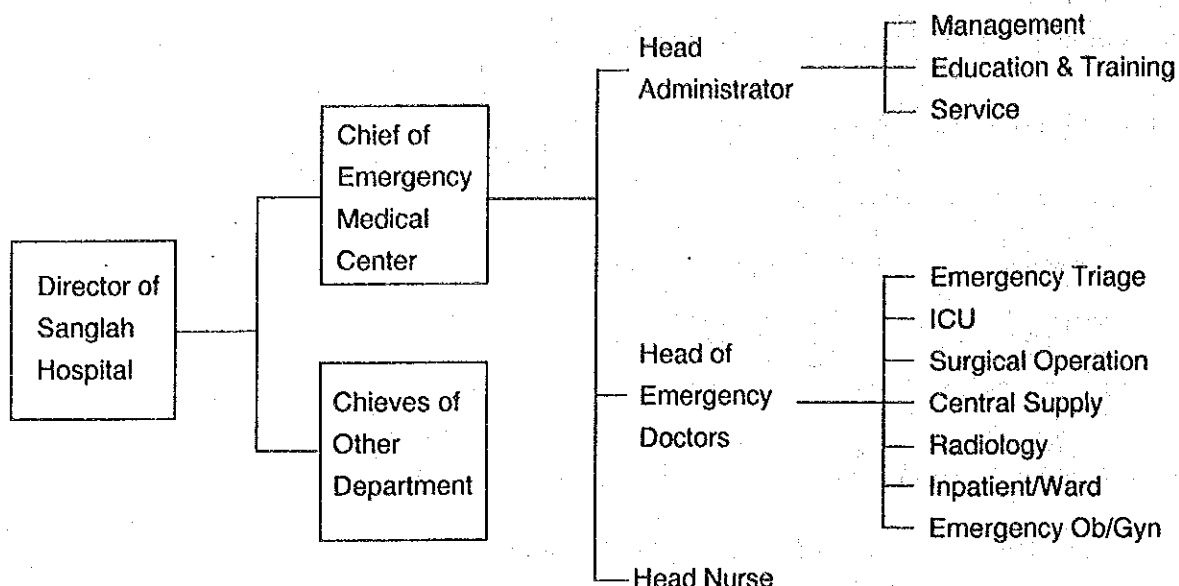 Director of
Sanglah
Hospital
Chief of
Emergency
Medical
Center
Chieves of
Other
Department
Head
Administrator
Management
Education & Training
Service
Head of
Emergency
Doctors
Emergency Triage
ICU
Surgical Operation
Central Supply
Radiology
Inpatient/Ward
Emergency Ob/Gyn
Head Nurse